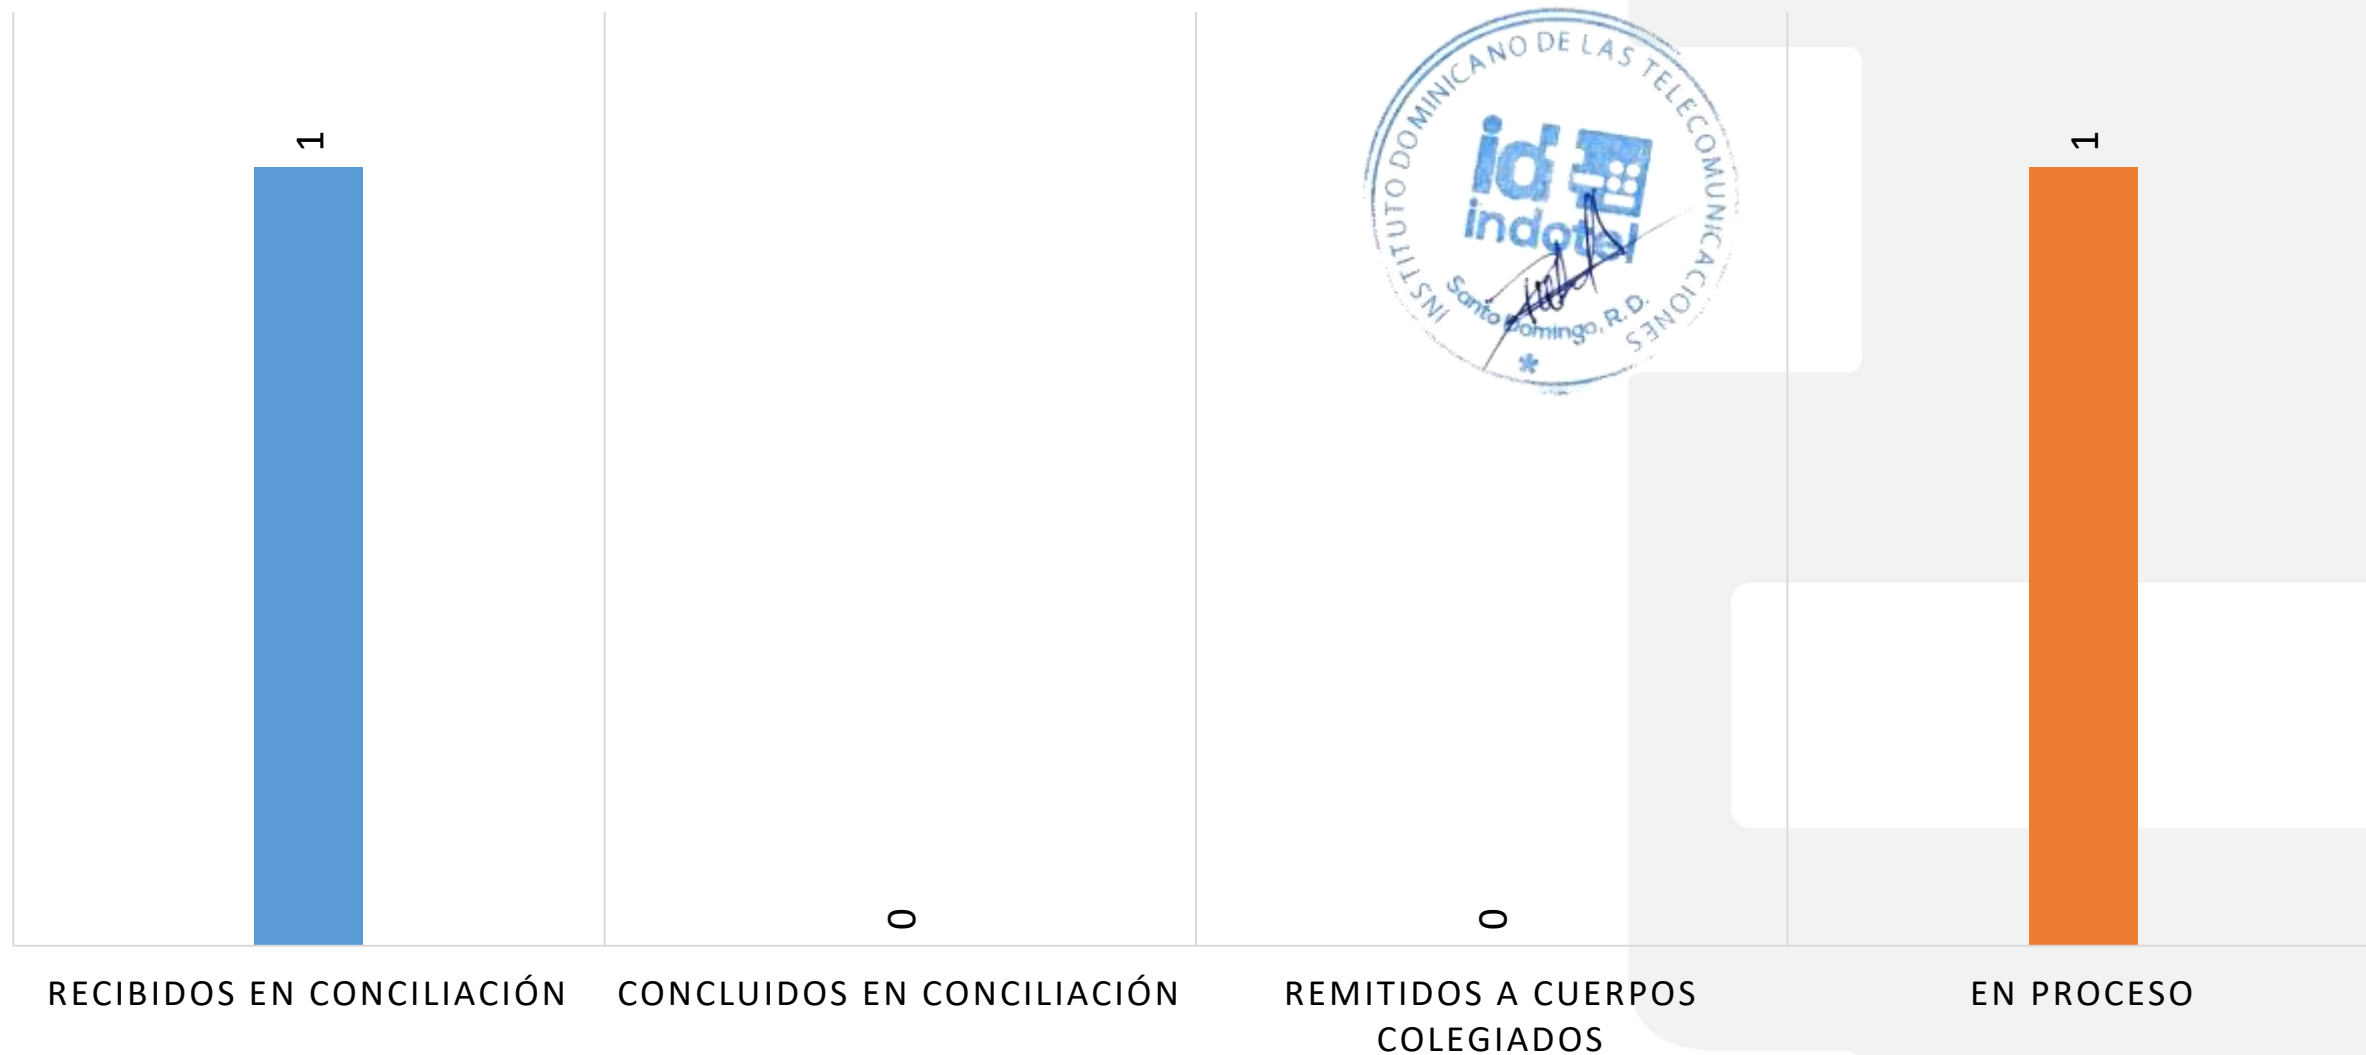 1
0
0
1
RECIBIDOS EN CONCILIACIÓN
CONCLUIDOS EN CONCILIACIÓN
REMITIDOS A CUERPOS
COLEGIADOS
EN PROCESO
INSTITUTO DOMINICANO DE LAS TELECOMUNICACIONES
id
indotel
Santo Domingo, R.D.
*